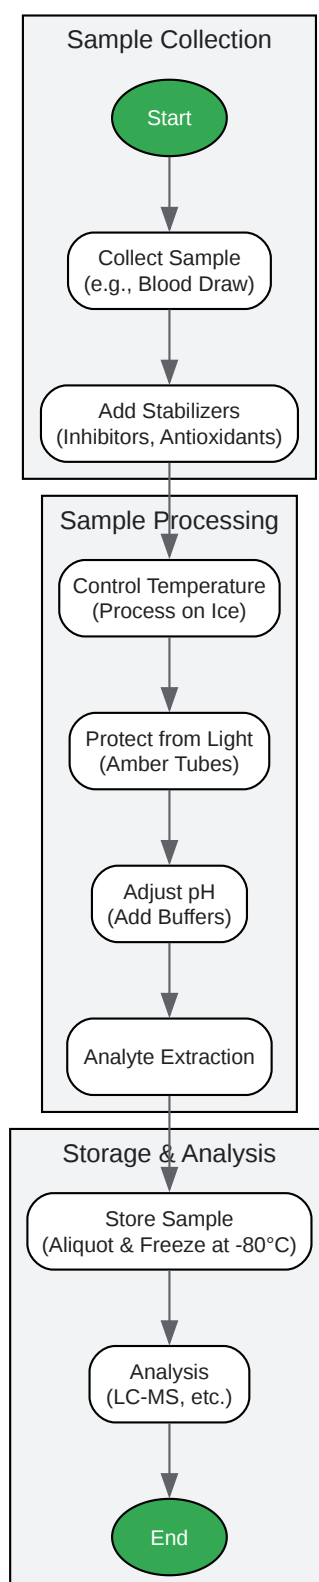 Sample Collection
Start
Collect Sample
(e.g., Blood Draw)
Add Stabilizers
(Inhibitors, Antioxidants)
Sample Processing
Control Temperature
(Process on Ice)
Protect from Light
(Amber Tubes)
Adjust pH
(Add Buffers)
Analyte Extraction
Storage & Analysis
Store Sample
(Aliquot & Freeze at -80°C)
Analysis
(LC-MS, etc.)
End